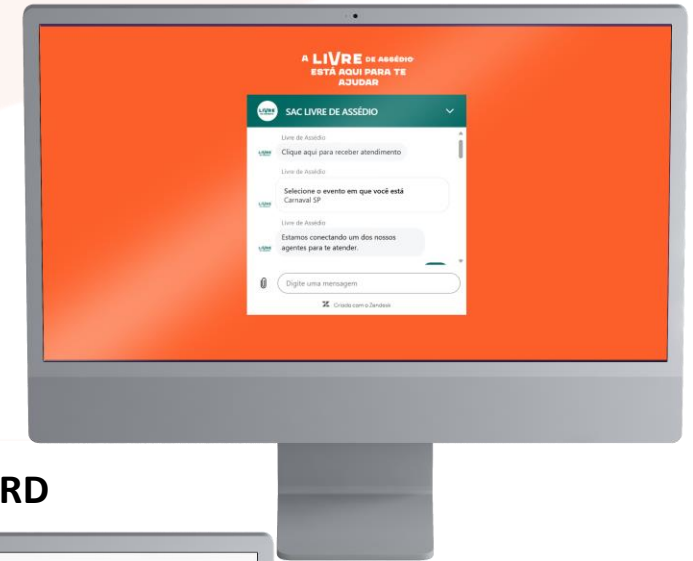 A LIVRE DE ASSÉDIO
ESTÁ AQUI PARA TE
AJUDAR
LIVRE
SAC LIVRE DE ASSÉDIO
Livre de Assédio
Clique aqui para receber atendimento
Livre de Assédio
Selecione o evento em que você está
Carnaval SP
Livre de Assédio
Estamos conectando um dos nossos
agentes para te atender.
Digite uma mensagem
Criado com o Zendesk
RD